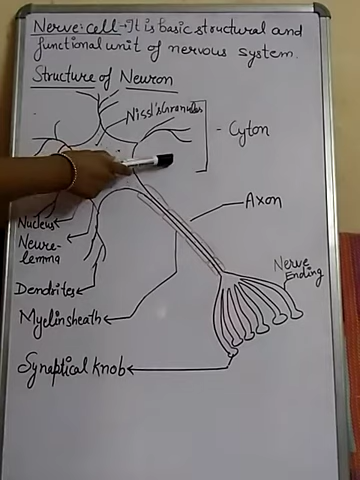 Nerve cell → It is basic structural and
functional unit of nervous system.
Structure of Neuron
Nissl's Granules
- Cyton
Axon
Nucleus
Neure-
lemma
Nerve
Ending
Dendrites
Myelinsheath
Synaptical knob